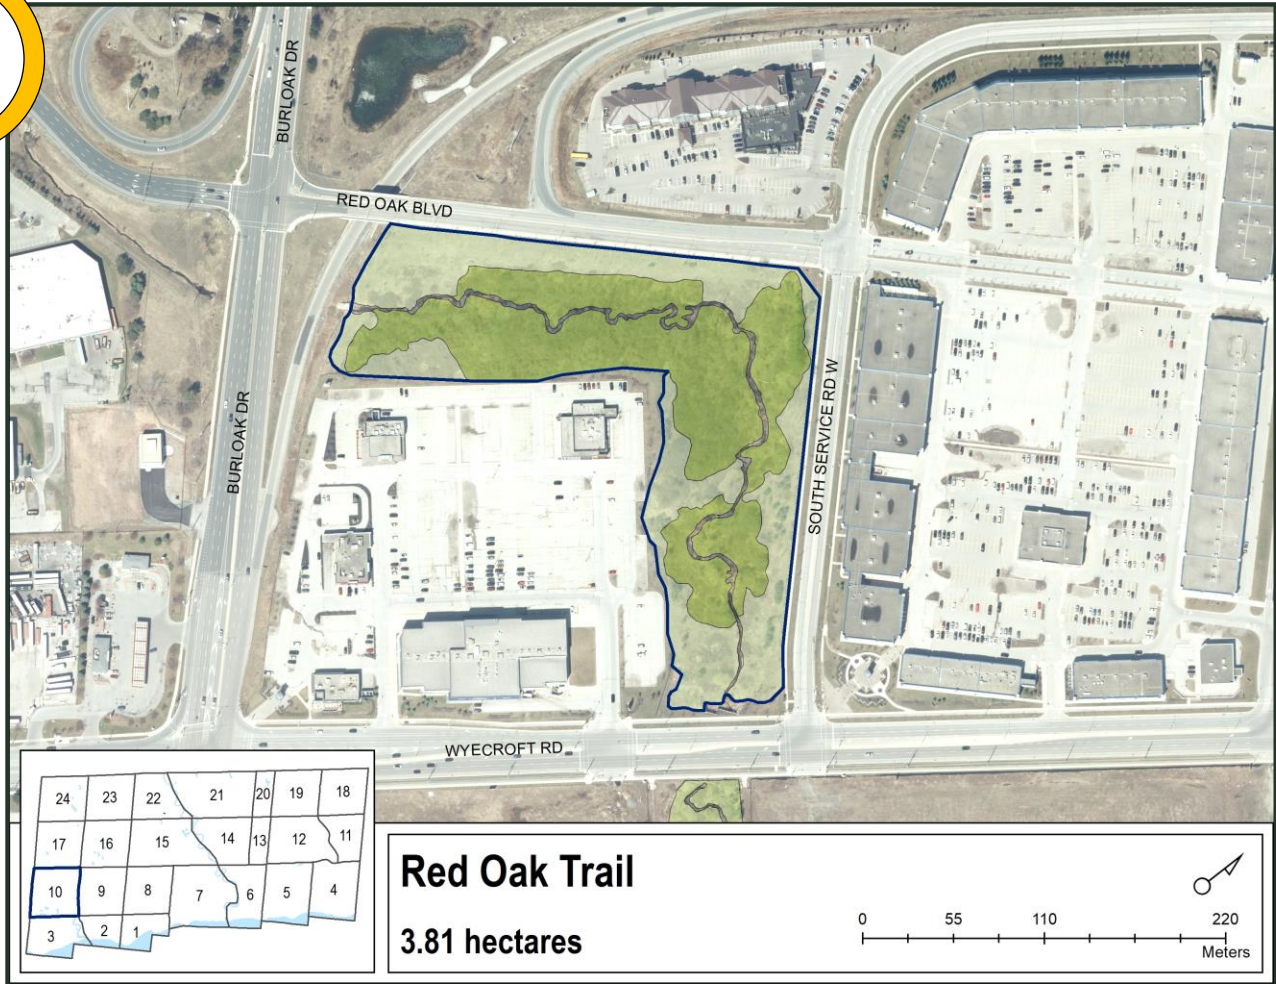 BURLOAK DR
RED OAK BLVD
BURLOAK DR
SOUTH SERVICE RD W
WYECROFT RD
24 23 22 21 20 19 18
17 16 15 14 13 12 11
10 9 8 7 6 5 4
3 2 1
Red Oak Trail
3.81 hectares
0 55 110 220
Meters